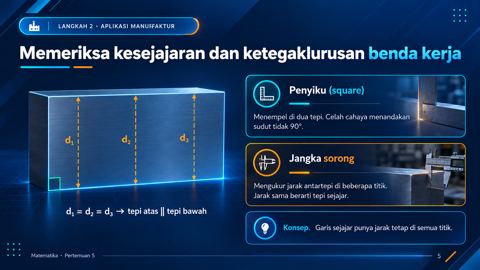 LANGKAH 2 • APLIKASI MANUFAKTUR
Memeriksa kesejajaran dan ketegaklurusan benda kerja
d₁
d₂
d₃
d₁ = d₂ = d₃ → tepi atas ∥ tepi bawah
Penyiku (square)
Menempel di dua tepi. Celah cahaya menandakan
sudut tidak 90°.
Jangka sorong
Mengukur jarak antartepi di beberapa titik.
Jarak sama berarti tepi sejajar.
Konsep. Garis sejajar punya jarak tetap di semua titik.
Matematika • Pertemuan 5
5